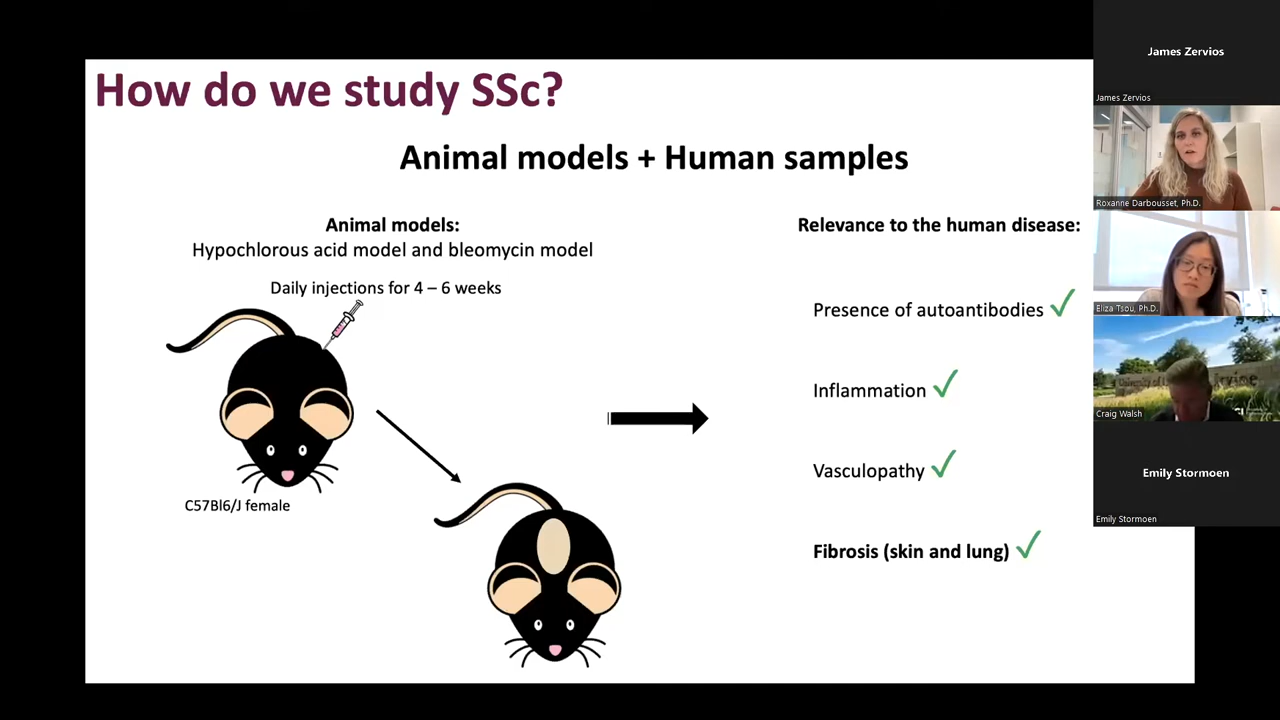 How do we study SSc?
Animal models + Human samples
Animal models:
Hypochlorous acid model and bleomycin model
Daily injections for 4 – 6 weeks
C57Bl6/J female
Relevance to the human disease:
Presence of autoantibodies
Inflammation
Vasculopathy
Fibrosis (skin and lung)
James Zervios
James Zervios
Roxanne Darbousset, Ph.D.
Eliza Tsou, Ph.D.
Craig Walsh
Emily Stormoen
Emily Stormoen